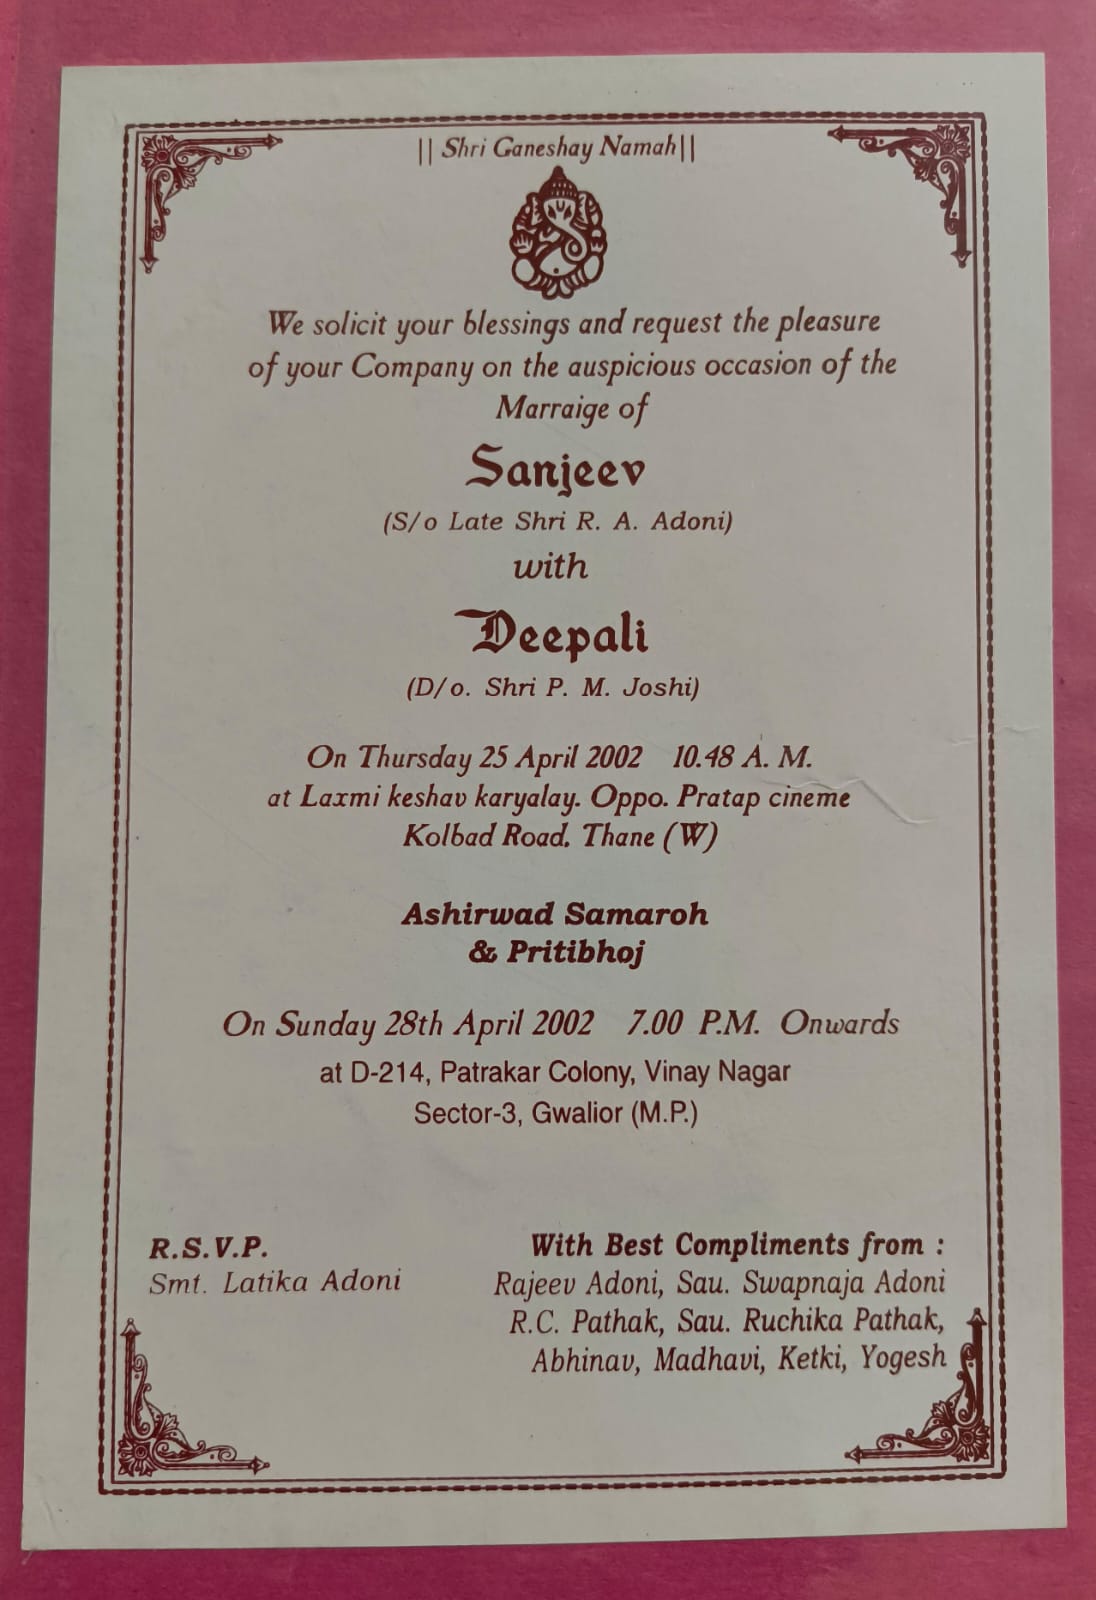 || Shri Ganeshay Namah||
We solicit your blessings and request the pleasure
of your Company on the auspicious occasion of the
Marraige of
Sanjeev
(S/o Late Shri R. A. Adoni)
with
Deepali
(D/o. Shri P. M. Joshi)
On Thursday 25 April 2002 10.48 A. M.
at Laxmi keshav karyalay. Oppo. Pratap cineme
Kolbad Road. Thane (W)
Ashirwad Samaroh
& Pritibhoj
On Sunday 28th April 2002 7.00 P.M. Onwards
at D-214, Patrakar Colony, Vinay Nagar
Sector-3, Gwalior (M.P.)
R.S.V.P.
Smt. Latika Adoni
With Best Compliments from :
Rajeev Adoni, Sau. Swapnaja Adoni
R.C. Pathak, Sau. Ruchika Pathak,
Abhinav, Madhavi, Ketki, Yogesh